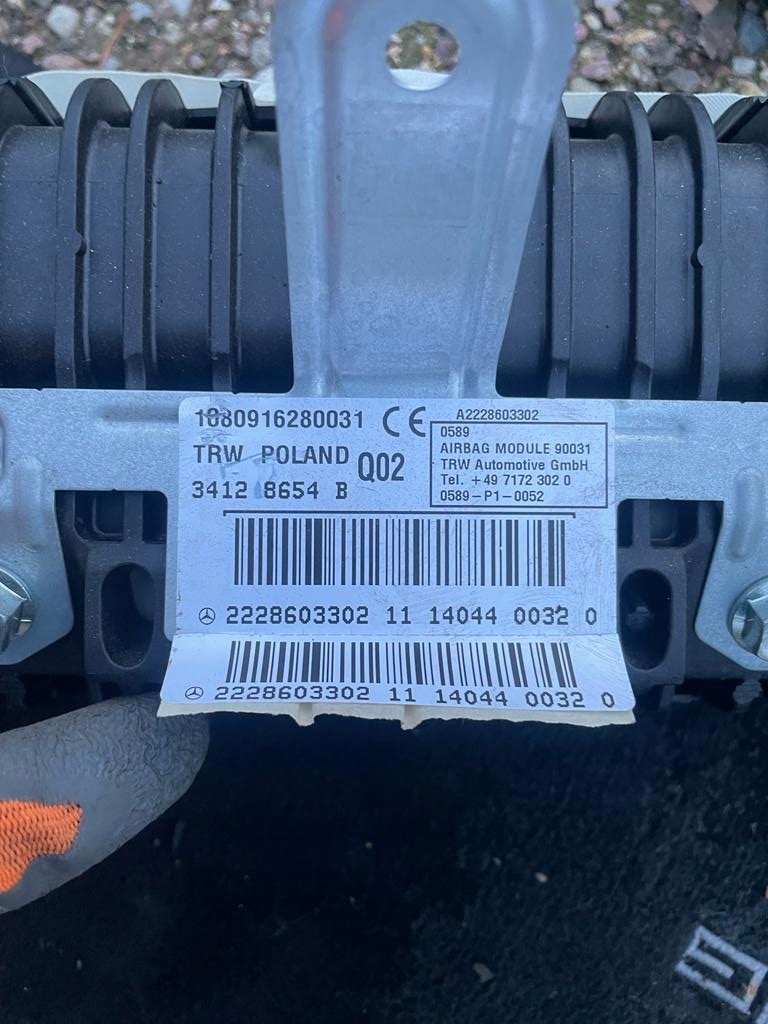 1080916280031 CE
TRW POLAND Q02
3412 8654 B
A2228603302
0589
AIRBAG MODULE 90031
TRW Automotive GmbH
Tel. +49 7172 302 0
0589-P1-0052
2228603302 11 14044 0032 0
2228603302 11 14044 0032 0